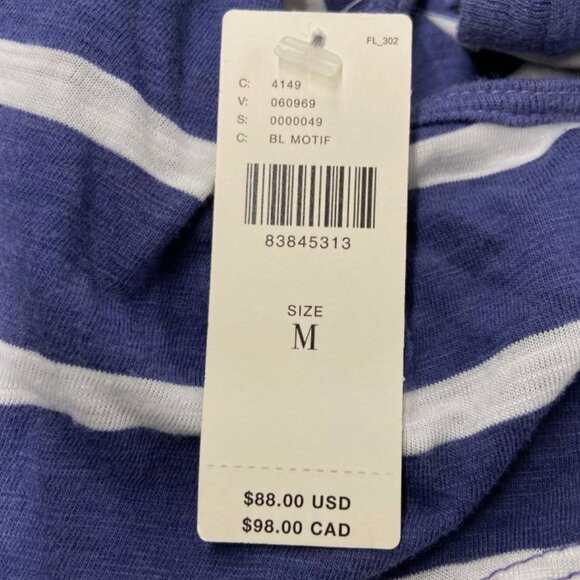 FL_302
C: 4149
V: 060969
S: 0000049
C: BL MOTIF
83845313
SIZE
M
$88.00 USD
$98.00 CAD